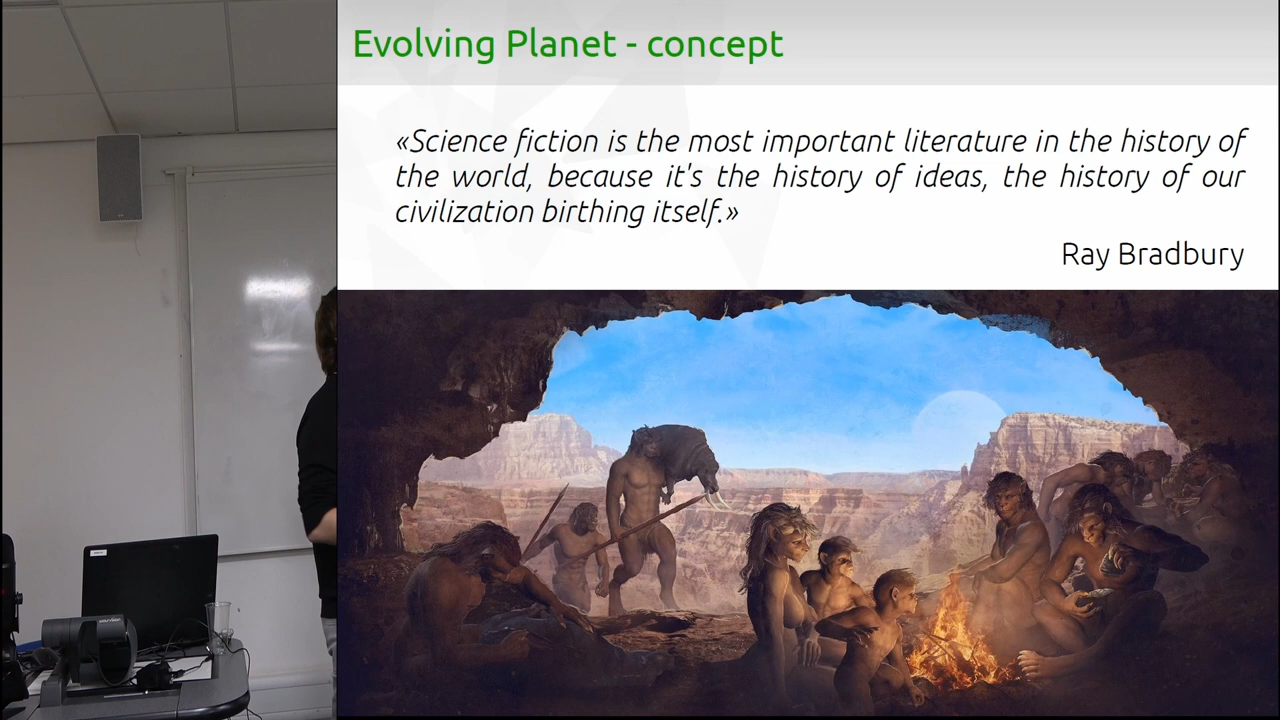 Evolving Planet - concept
«Science fiction is the most important literature in the history of
the world, because it's the history of ideas, the history of our
civilization birthing itself.»
Ray Bradbury